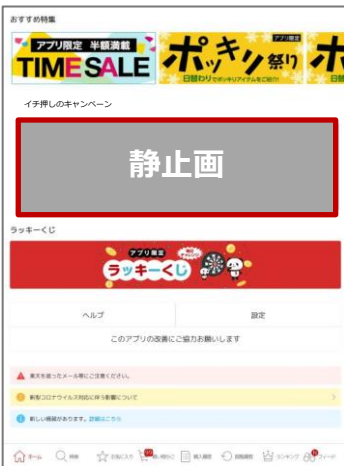 おすすめ特集
アプリ限定 半額満載
TIME SALE
アプリ限定
ポッキリ祭り
日替わりでポッキリアイテムをご紹介!
イチ押しのキャンペーン
静止画
ラッキーくじ
アプリ限定
ラッキーくじ
ヘルプ
設定
このアプリの改善にご協力お願いします
楽天を装ったメール等にご注意ください。
新型コロナウイルス対応に伴う影響について
新しい機能があります。詳細はこちら
ホーム
検索
お気に入り
買い物かご
購入履歴
閲覧履歴
ランキング